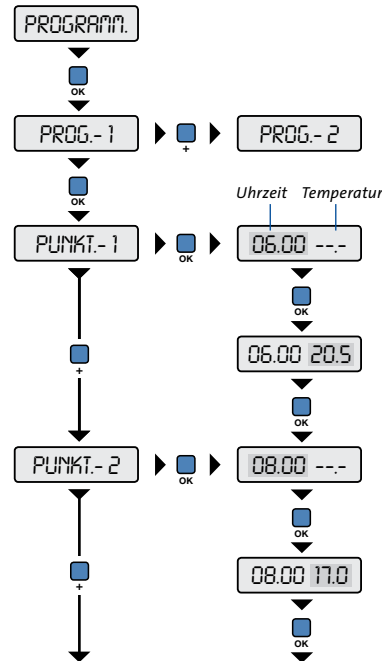 PROGRAMM.
OK
PROG.- 1
+
PROG.- 2
OK
Uhrzeit Temperatur
PUNKT.- 1
OK
06.00 --.-
OK
+
06.00 20.5
OK
PUNKT.- 2
OK
08.00 --.-
OK
+
08.00 17.0
OK